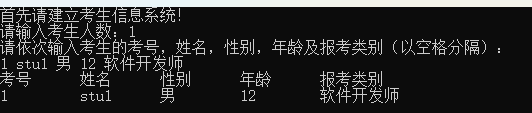 首先请建立考生信息系统!
请输入考生人数: 1
请依次输入考生的考号，姓名，性别，年龄及报考类别（以空格分隔）:
1 stu1 男 12 软件开发师
考号 姓名 性别 年龄 报考类别
1 stu1 男 12 软件开发师